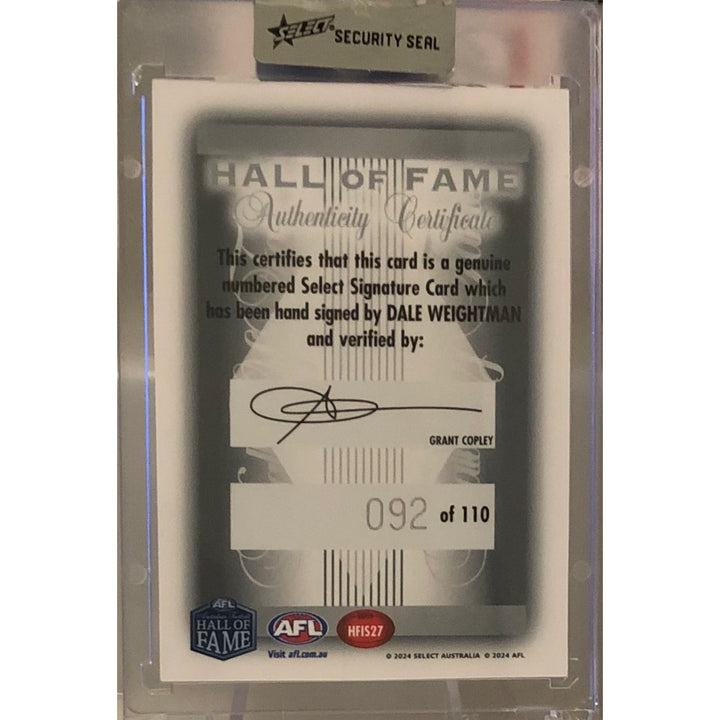 SELECT SECURITY SEAL
HALL OF FAME
Authenticity Certificate
This certifies that this card is a genuine
numbered Select Signature Card which
has been hand signed by DALE WEIGHTMAN
and verified by:
GRANT COPLEY
092 of 110
AFL
Australian Football
HALL OF
FAME
AFL
Visit afl.com.au
HFIS27
© 2024 SELECT AUSTRALIA © 2024 AFL